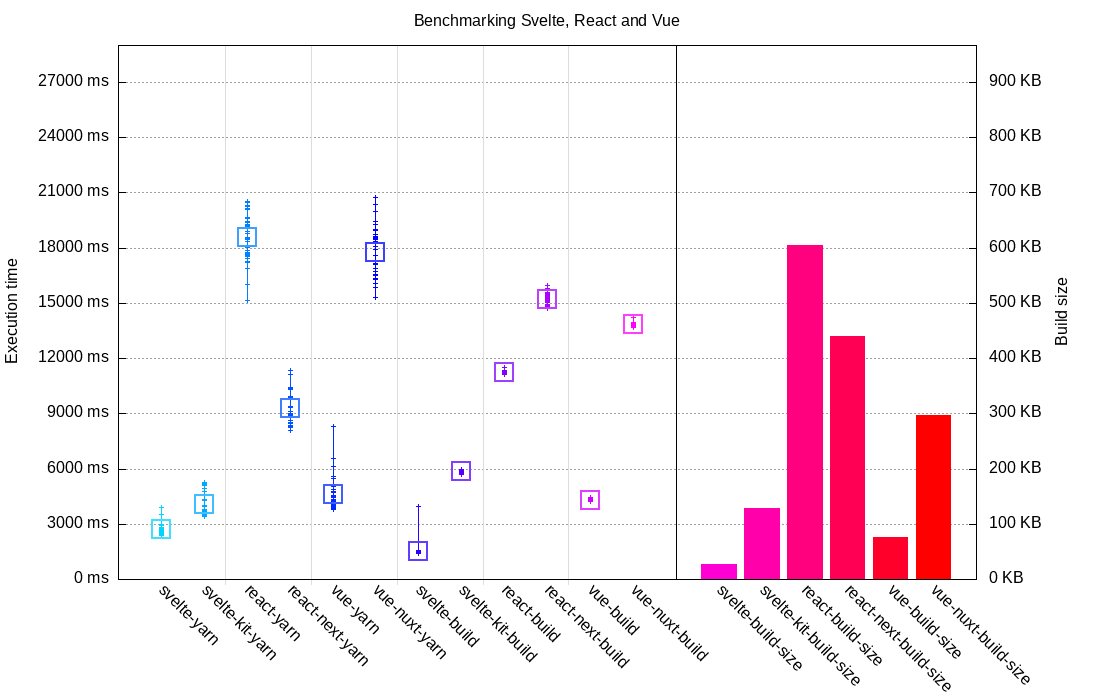 Benchmarking Svelte, React and Vue
27000 ms
24000 ms
21000 ms
18000 ms
15000 ms
12000 ms
9000 ms
6000 ms
3000 ms
0 ms
Execution time
900 KB
800 KB
700 KB
600 KB
500 KB
400 KB
300 KB
200 KB
100 KB
0 KB
Build size
svelte-yarn
svelte-kit-yarn
react-yarn
react-next-yarn
vue-yarn
vue-nuxt-yarn
svelte-build
svelte-kit-build
react-build
react-next-build
vue-build
vue-nuxt-build
svelte-build-size
svelte-kit-build-size
react-build-size
react-next-build-size
vue-build-size
vue-nuxt-build-size